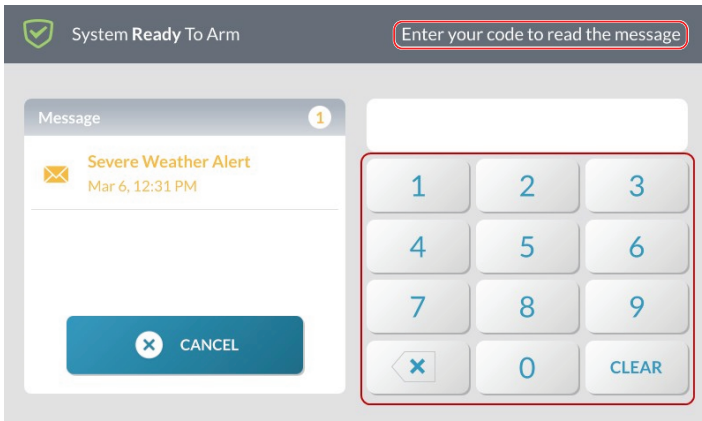 System Ready To Arm
Enter your code to read the message
Message 1
Severe Weather Alert
Mar 6, 12:31 PM
CANCEL
1 2 3
4 5 6
7 8 9
0 CLEAR